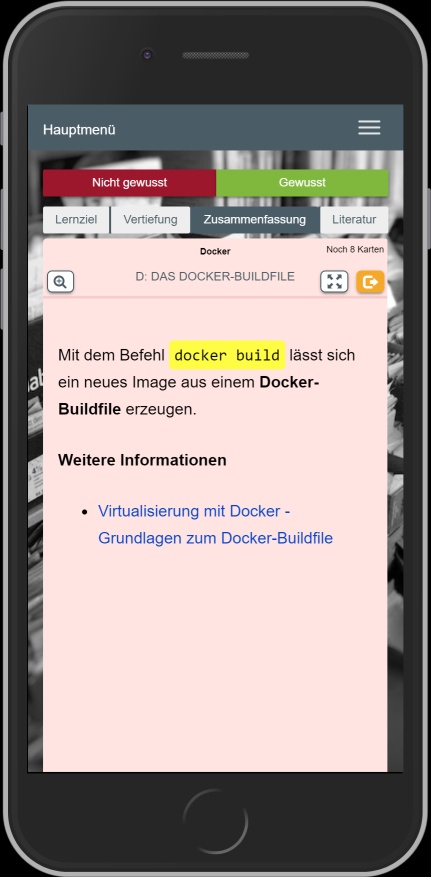 Hauptmenü
Nicht gewusst Gewusst
Lernziel Vertiefung Zusammenfassung Literatur
Docker Noch 8 Karten
D: DAS DOCKER-BUILDFILE
Mit dem Befehl docker build lässt sich
ein neues Image aus einem Docker-
Buildfile erzeugen.
Weitere Informationen
• Virtualisierung mit Docker -
Grundlagen zum Docker-Buildfile